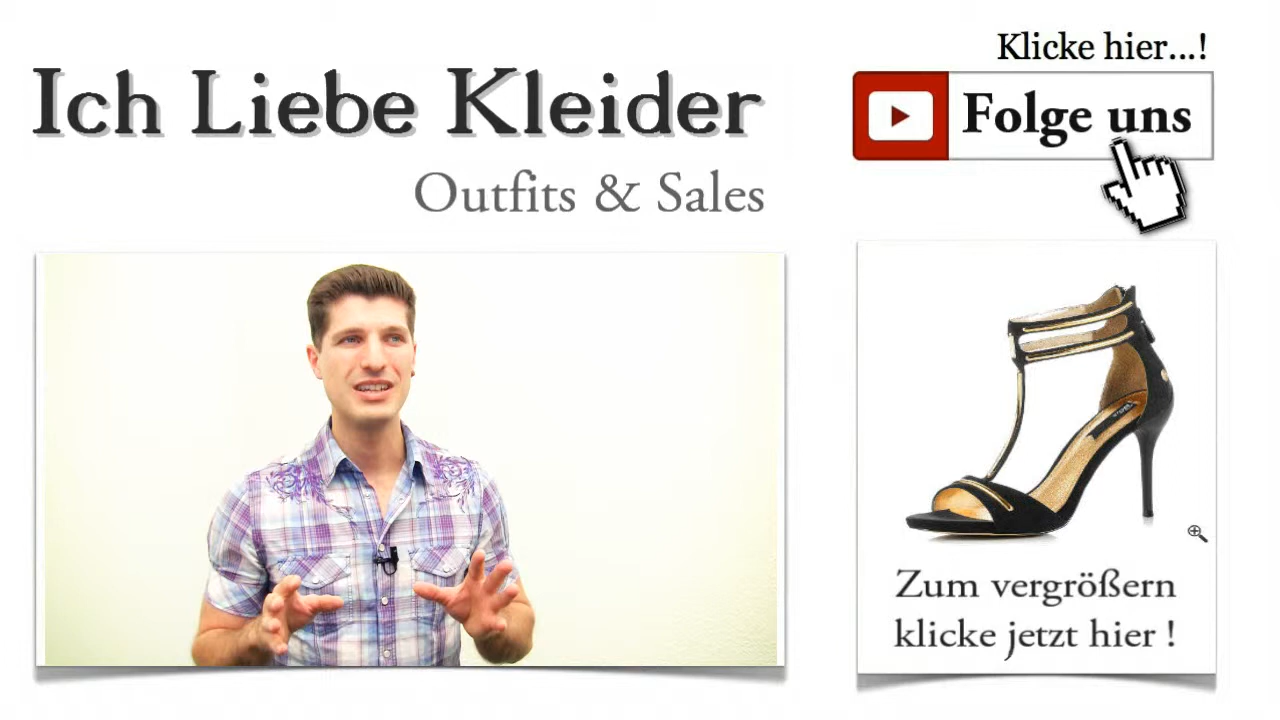 Ich Liebe Kleider
Outfits & Sales
Klicke hier...!
Folge uns
Zum vergrößern
klicke jetzt hier !